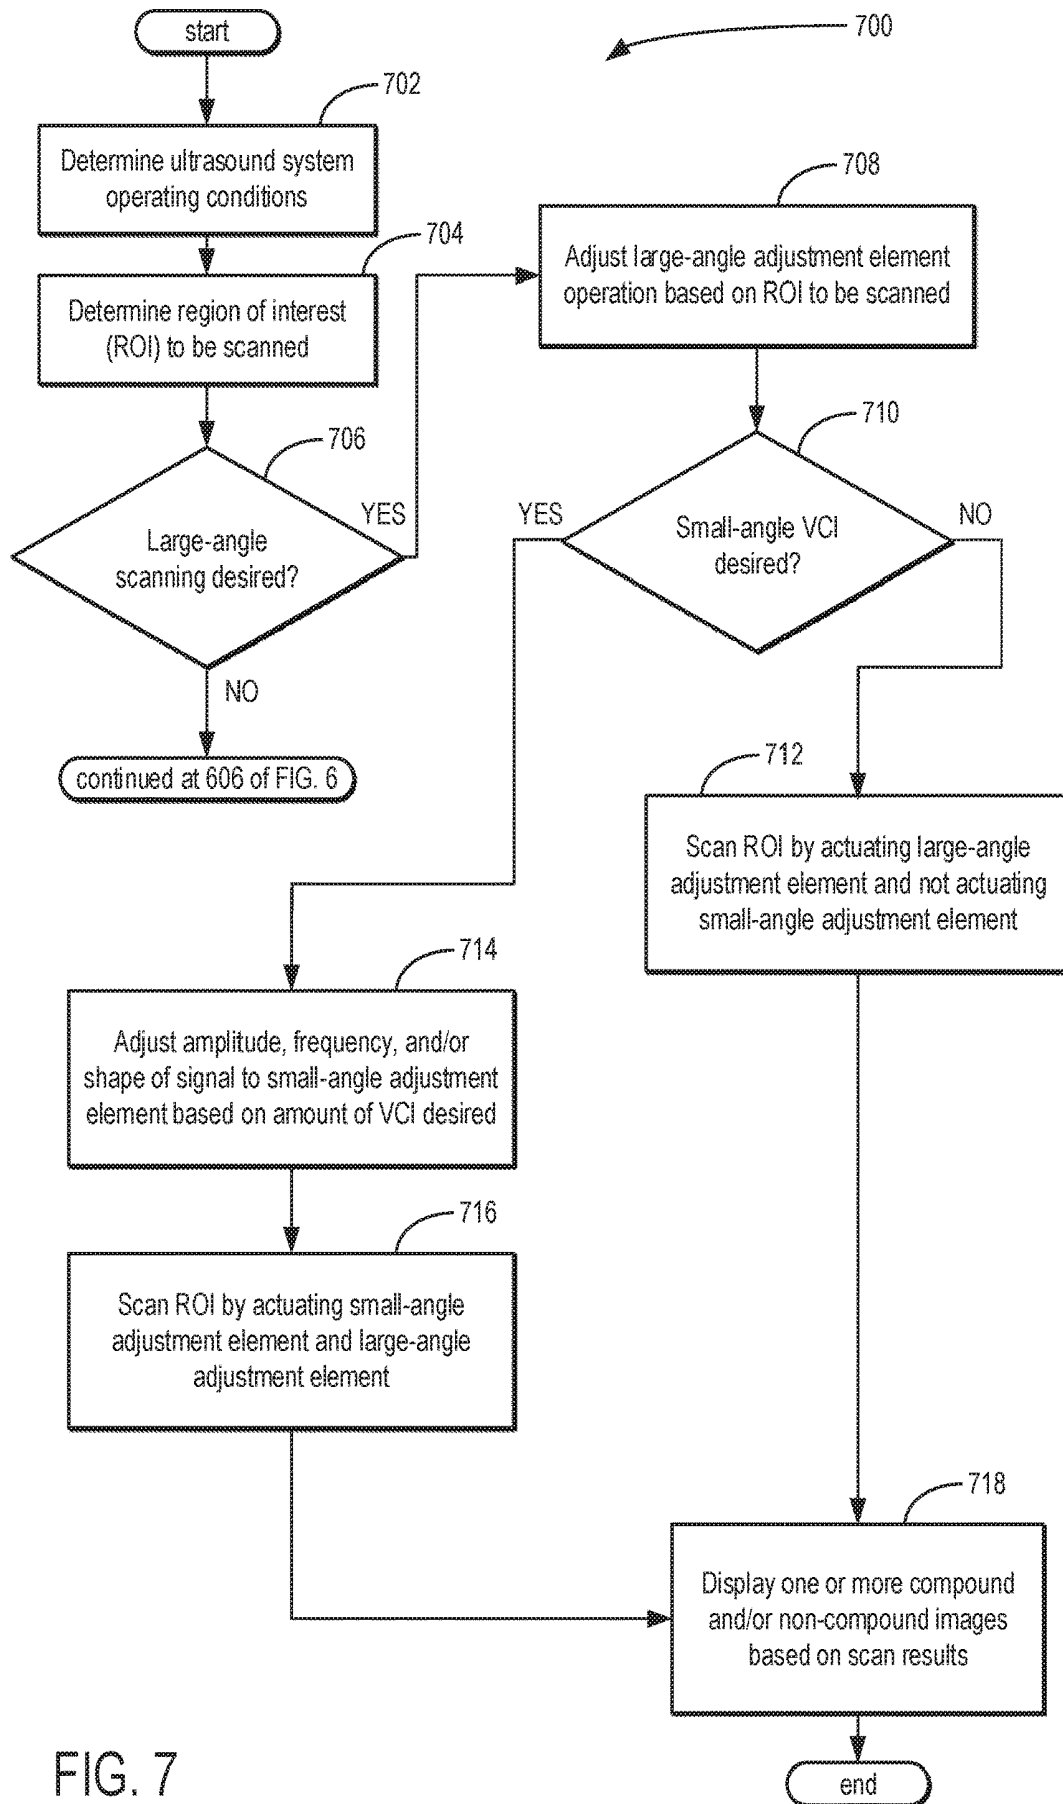 start
700
702
Determine ultrasound system
operating conditions
704
Determine region of interest
(ROI) to be scanned
706
Large-angle
scanning desired?
YES
NO
continued at 606 of FIG. 6
708
Adjust large-angle adjustment element
operation based on ROI to be scanned
710
Small-angle VCI
desired?
YES
NO
712
Scan ROI by actuating large-angle
adjustment element and not actuating
small-angle adjustment element
714
Adjust amplitude, frequency, and/or
shape of signal to small-angle adjustment
element based on amount of VCI desired
716
Scan ROI by actuating small-angle
adjustment element and large-angle
adjustment element
718
Display one or more compound
and/or non-compound images
based on scan results
end
FIG. 7